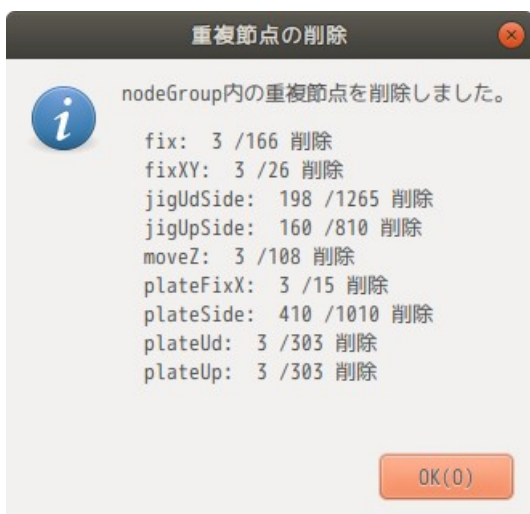 重複節点の削除
nodeGroup内の重複節点を削除しました。
fix: 3 /166 削除
fixXY: 3 /26 削除
jigUdSide: 198 /1265 削除
jigUpSide: 160 /810 削除
moveZ: 3 /108 削除
plateFixX: 3 /15 削除
plateSide: 410 /1010 削除
plateUd: 3 /303 削除
plateUp: 3 /303 削除
OK(O)